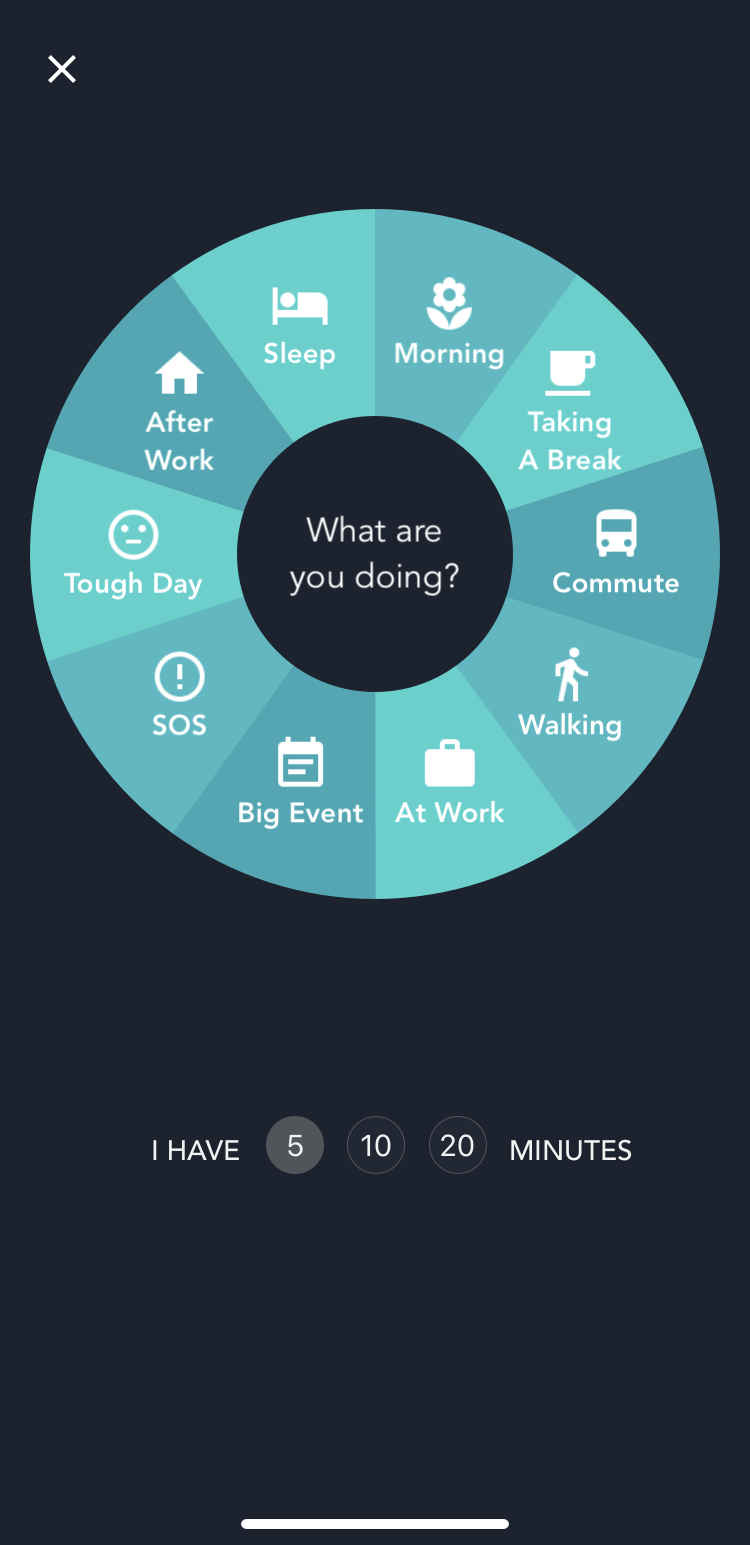 Sleep
Morning
After
Work
Taking
A Break
What are
you doing?
Tough Day
Commute
SOS
Walking
Big Event
At Work
I HAVE 5 10 20 MINUTES